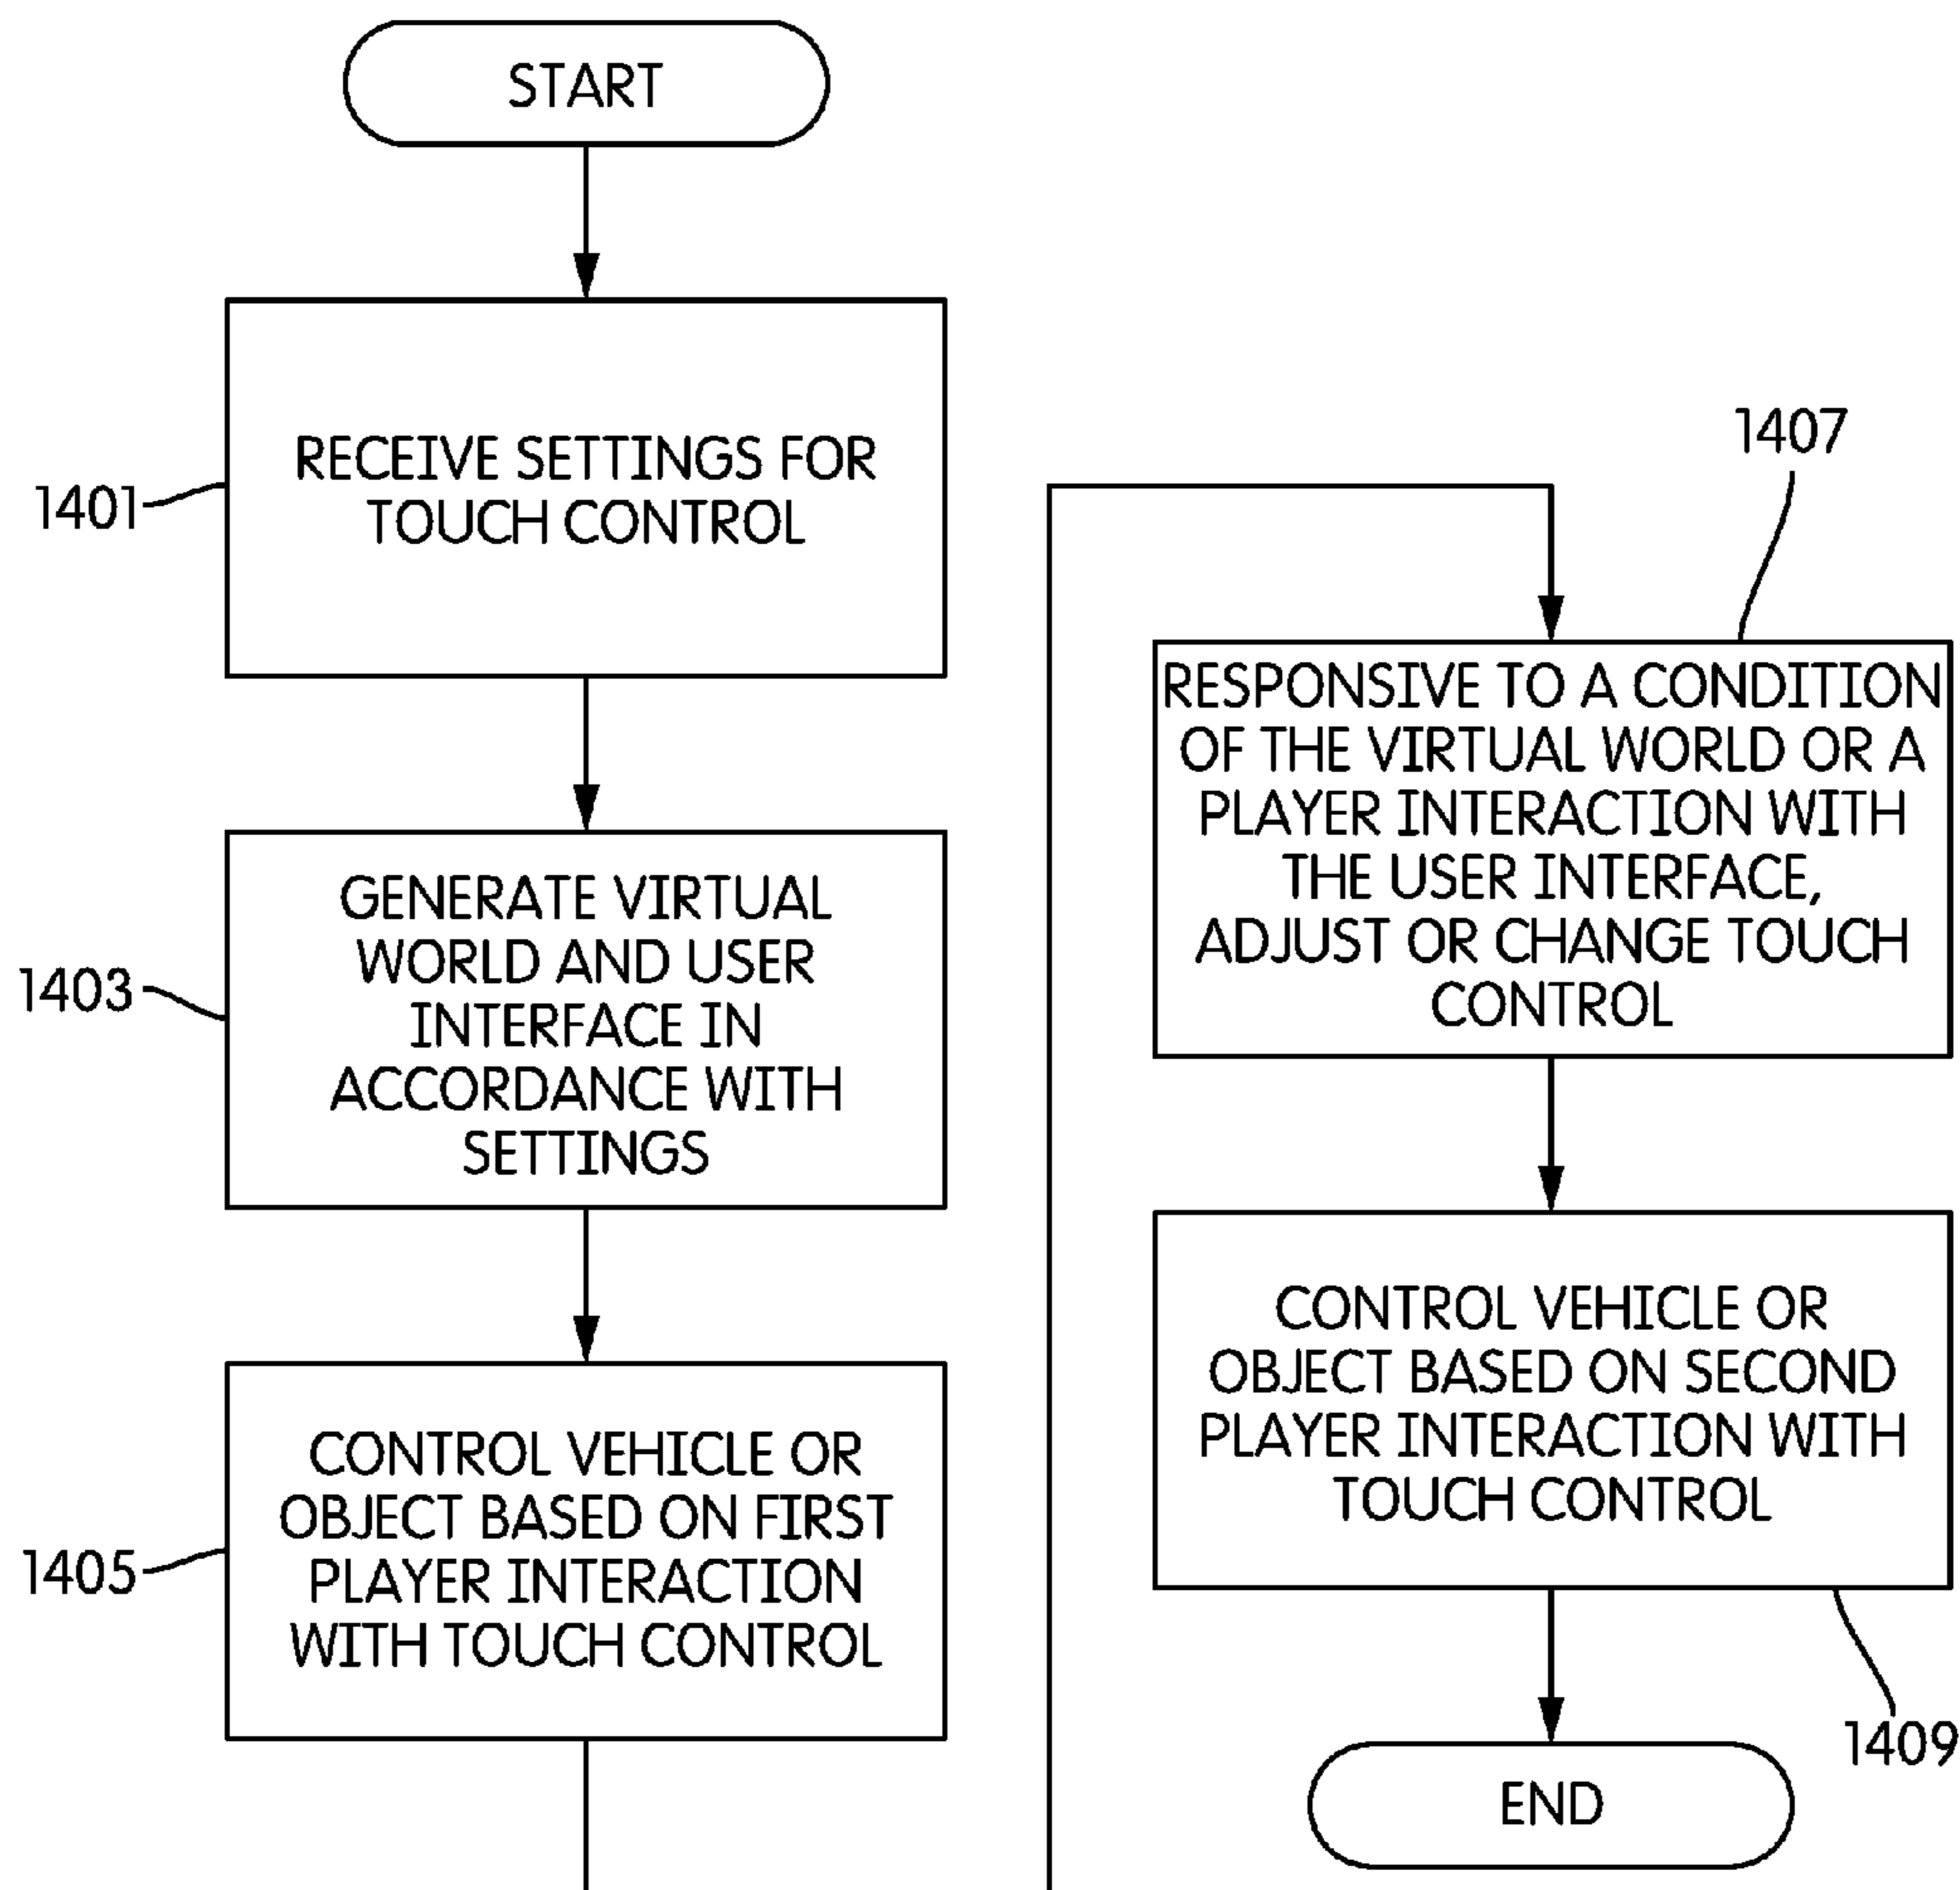 START
1401
RECEIVE SETTINGS FOR
TOUCH CONTROL
1403
GENERATE VIRTUAL
WORLD AND USER
INTERFACE IN
ACCORDANCE WITH
SETTINGS
1405
CONTROL VEHICLE OR
OBJECT BASED ON FIRST
PLAYER INTERACTION
WITH TOUCH CONTROL
1407
RESPONSIVE TO A CONDITION
OF THE VIRTUAL WORLD OR A
PLAYER INTERACTION WITH
THE USER INTERFACE,
ADJUST OR CHANGE TOUCH
CONTROL
CONTROL VEHICLE OR
OBJECT BASED ON SECOND
PLAYER INTERACTION WITH
TOUCH CONTROL
1409
END